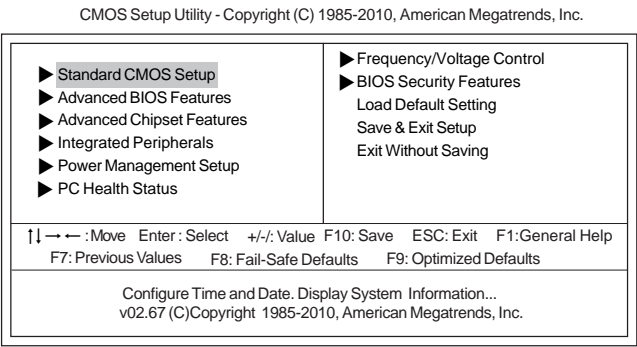 CMOS Setup Utility - Copyright (C) 1985-2010, American Megatrends, Inc.
▶ Standard CMOS Setup
▶ Advanced BIOS Features
▶ Advanced Chipset Features
▶ Integrated Peripherals
▶ Power Management Setup
▶ PC Health Status
▶ Frequency/Voltage Control
▶ BIOS Security Features
Load Default Setting
Save & Exit Setup
Exit Without Saving
↑↓→← : Move Enter : Select +/-/: Value F10: Save ESC: Exit F1:General Help
F7: Previous Values F8: Fail-Safe Defaults F9: Optimized Defaults
Configure Time and Date. Display System Information...
v02.67 (C)Copyright 1985-2010, American Megatrends, Inc.